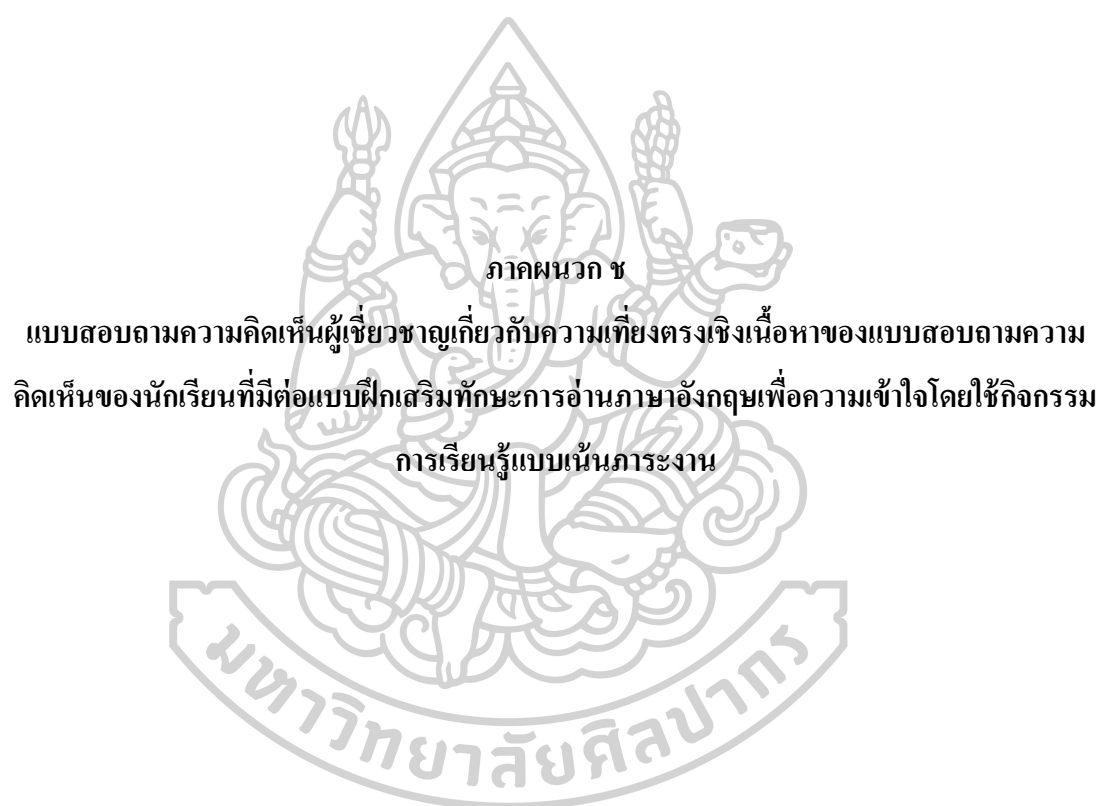 ภาคผนวก ช
แบบสอบถามความคิดเห็นผู้เชี่ยวชาญเกี่ยวกับความเที่ยงตรงเชิงเนื้อหาของแบบสอบถามความ
คิดเห็นของนักเรียนที่มีต่อแบบฝึกเสริมทักษะการอ่านภาษาอังกฤษเพื่อความเข้าใจโดยใช้กิจกรรม
การเรียนรู้แบบเน้นภาระงาน
มหาวิทยาลัยศิลปากร